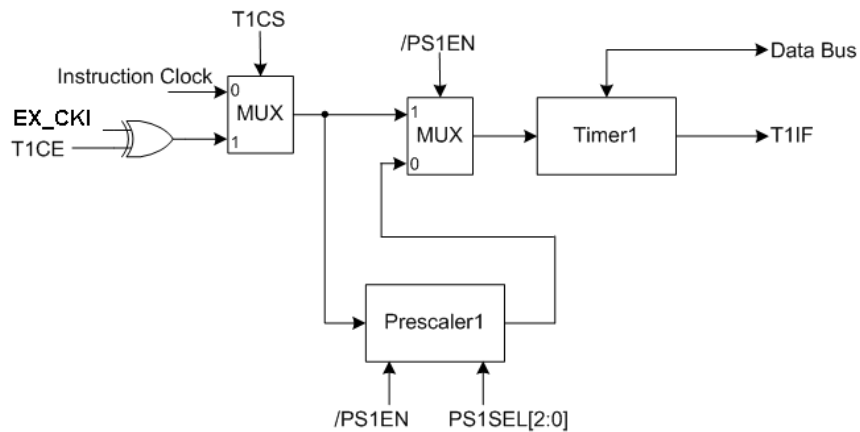 T1CS
/PS1EN
Data Bus
Instruction Clock
0
MUX
1
EX_CKI
T1CE
1
MUX
0
Timer1
T1IF
Prescaler1
/PS1EN
PS1SEL[2:0]